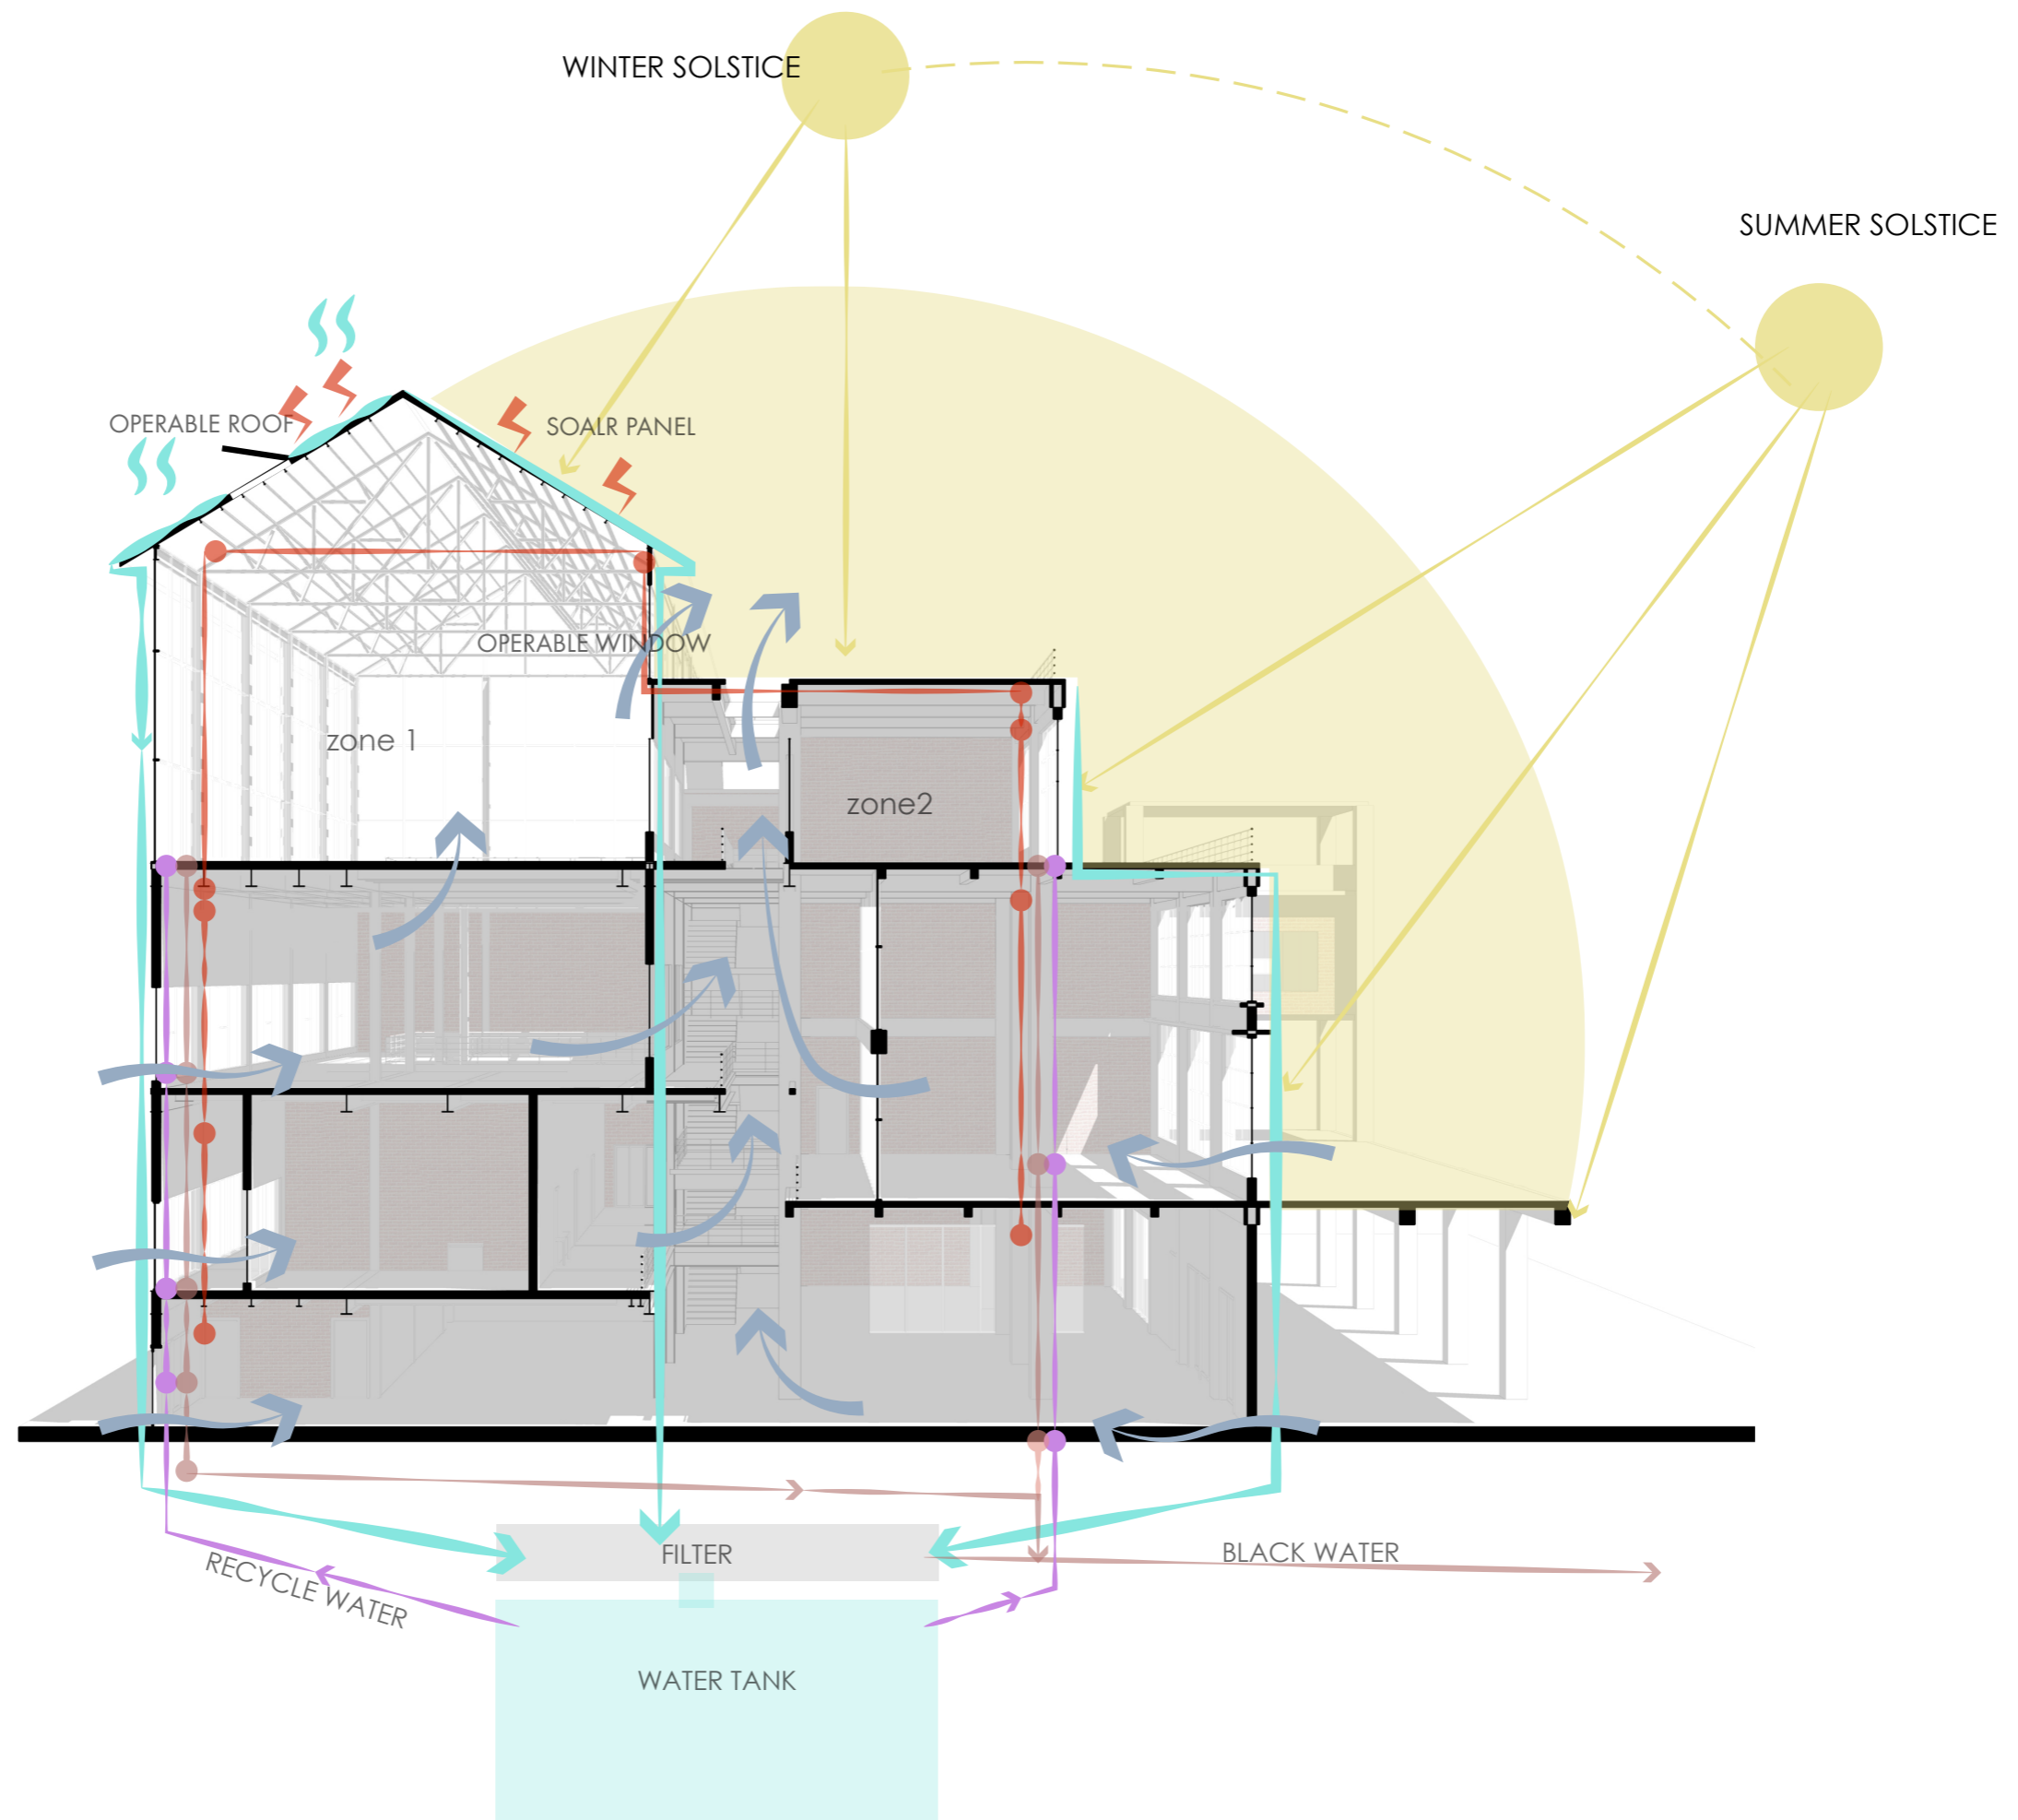 WINTER SOLSTICE
SUMMER SOLSTICE
OPERABLE ROOF
SOALR PANEL
OPERABLE WINDOW
zone 1
zone2
FILTER
BLACK WATER
RECYCLE WATER
WATER TANK